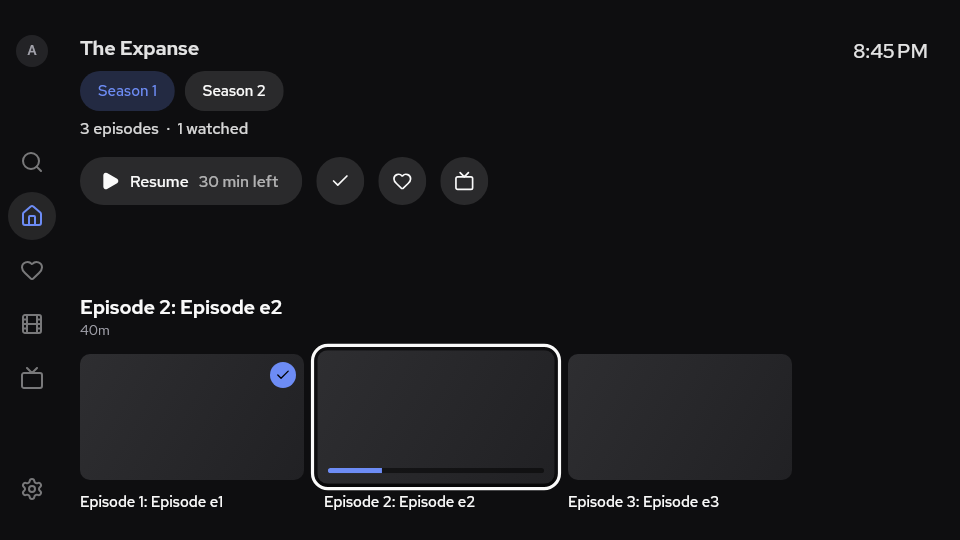 A
The Expanse
8:45 PM
Season 1
Season 2
3 episodes · 1 watched
Resume 30 min left
Episode 2: Episode e2
40m
Episode 1: Episode e1
Episode 2: Episode e2
Episode 3: Episode e3